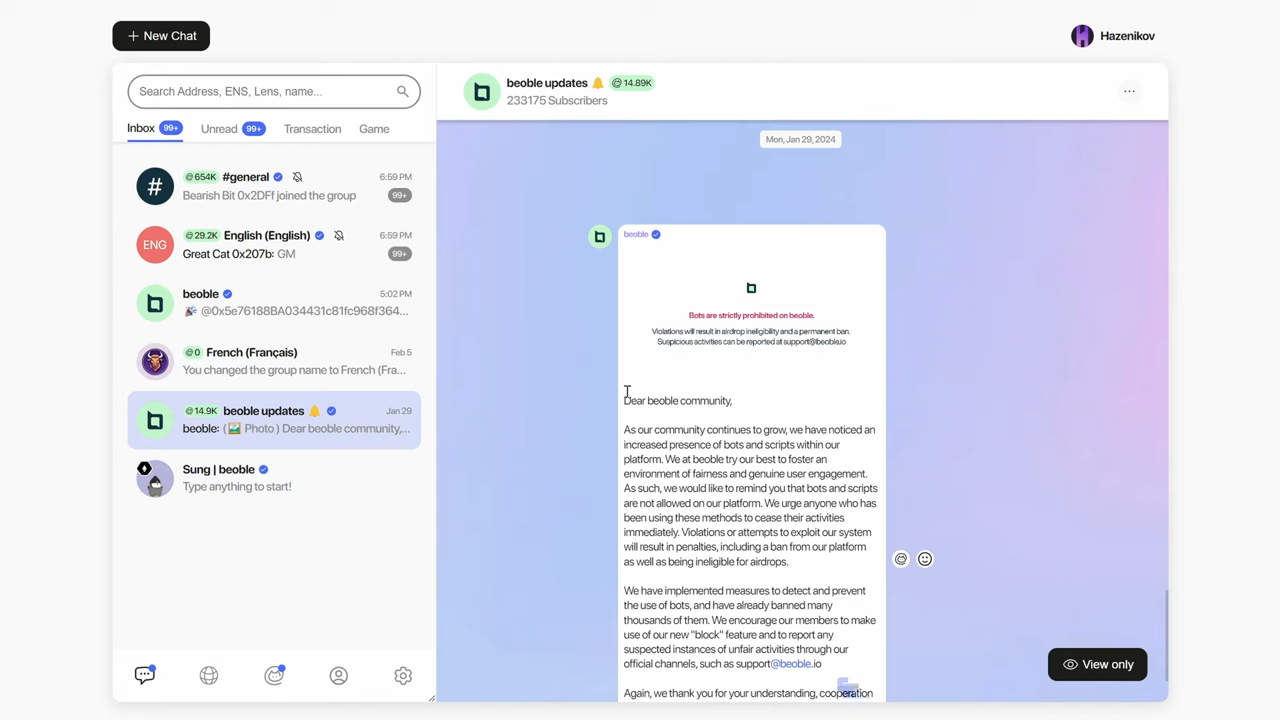 + New Chat
Hazenikov
Search Address, ENS, Lens, name...
Inbox 99+
Unread 99+
Transaction
Game
# 654K #general 6:59 PM
Bearish Bit 0x2DFf joined the group 99+
ENG 29.2K English (English) 6:59 PM
Great Cat 0x207b: GM 99+
beoble 5:02 PM
@0x5e76188BA034431c81fc968f364...
0 French (Français) Feb 5
You changed the group name to French (Fra...
14.9K beoble updates Jan 29
beoble: ( Photo ) Dear beoble community,...
Sung | beoble
Type anything to start!
beoble updates 14.89K
233175 Subscribers
...
Mon, Jan 29, 2024
beoble
Bots are strictly prohibited on beoble.
Violations will result in airdrop ineligibility and a permanent ban.
Suspicious activities can be reported at support@beoble.io
Dear beoble community,
As our community continues to grow, we have noticed an
increased presence of bots and scripts within our
platform. We at beoble try our best to foster an
environment of fairness and genuine user engagement.
As such, we would like to remind you that bots and scripts
are not allowed on our platform. We urge anyone who has
been using these methods to cease their activities
immediately. Violations or attempts to exploit our system
will result in penalties, including a ban from our platform
as well as being ineligible for airdrops.
We have implemented measures to detect and prevent
the use of bots, and have already banned many
thousands of them. We encourage our members to make
use of our new "block" feature and to report any
suspected instances of unfair activities through our
official channels, such as support@beoble.io
Again, we thank you for your understanding, cooperation
View only